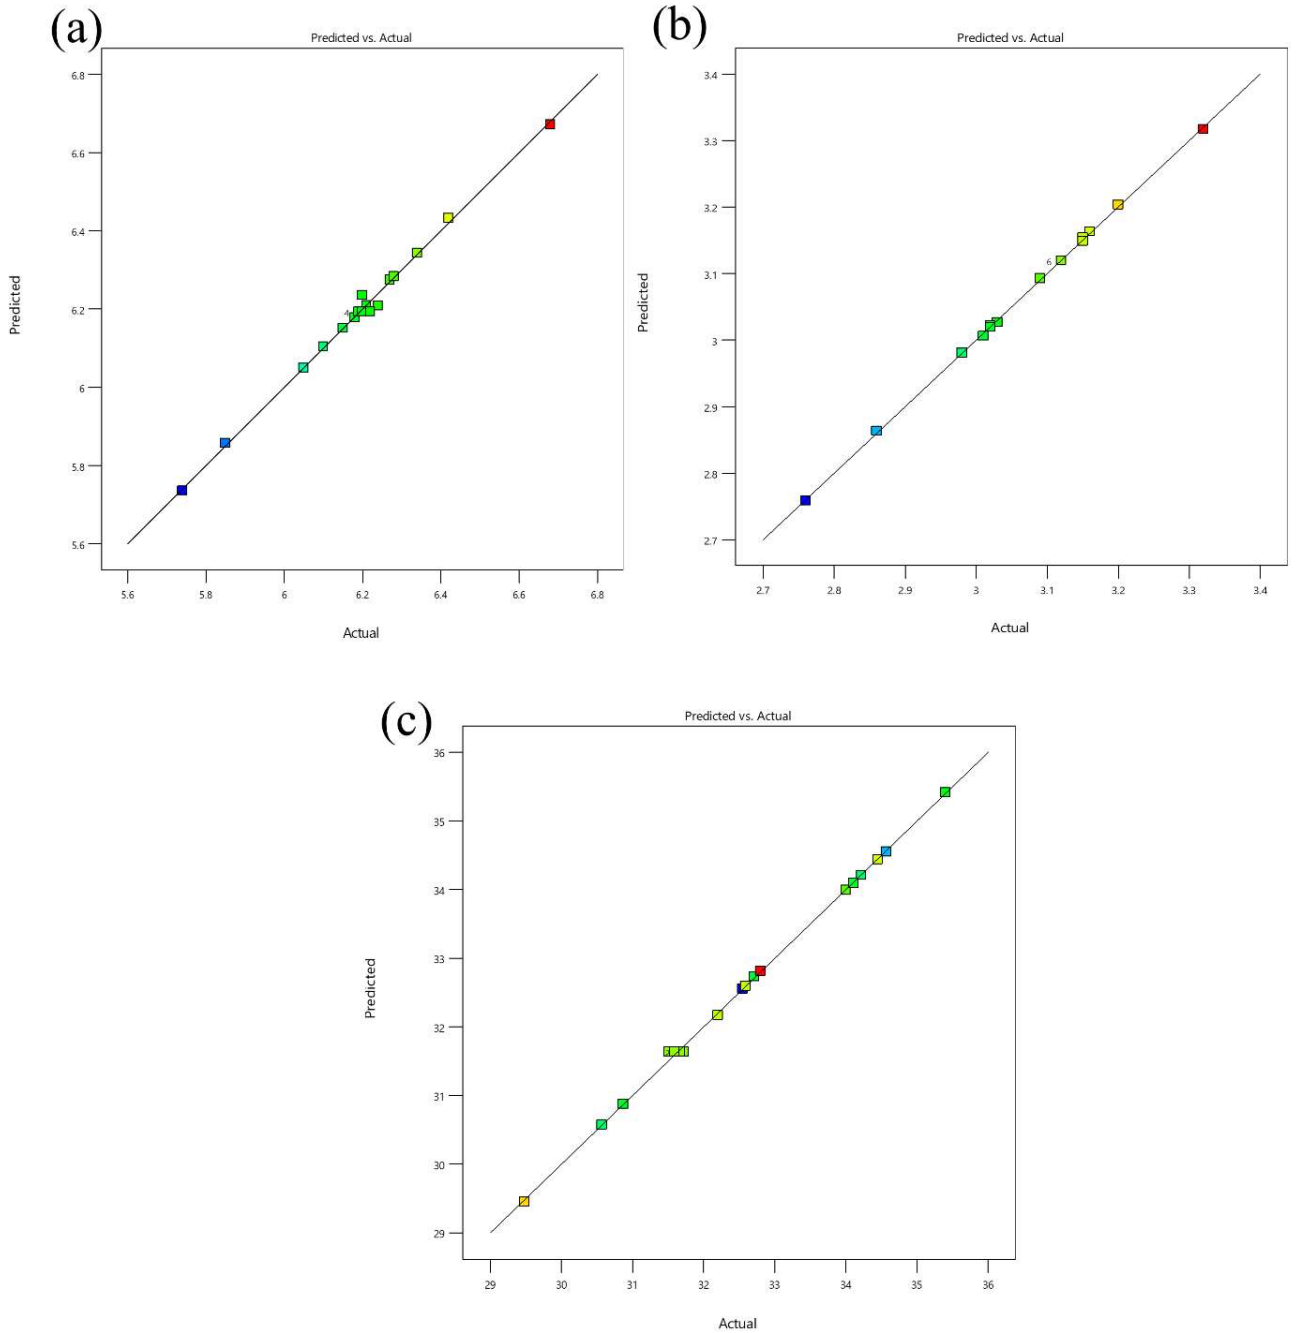 (a)
Predicted vs. Actual
6.8
6.6
6.4
6.2
6
5.8
5.6
Predicted
4
5.6 5.8 6 6.2 6.4 6.6 6.8
Actual
(b)
Predicted vs. Actual
3.4
3.3
3.2
3.1
3
2.9
2.8
2.7
Predicted
6
2.7 2.8 2.9 3 3.1 3.2 3.3 3.4
Actual
(c)
Predicted vs. Actual
36
35
34
33
32
31
30
29
Predicted
29 30 31 32 33 34 35 36
Actual